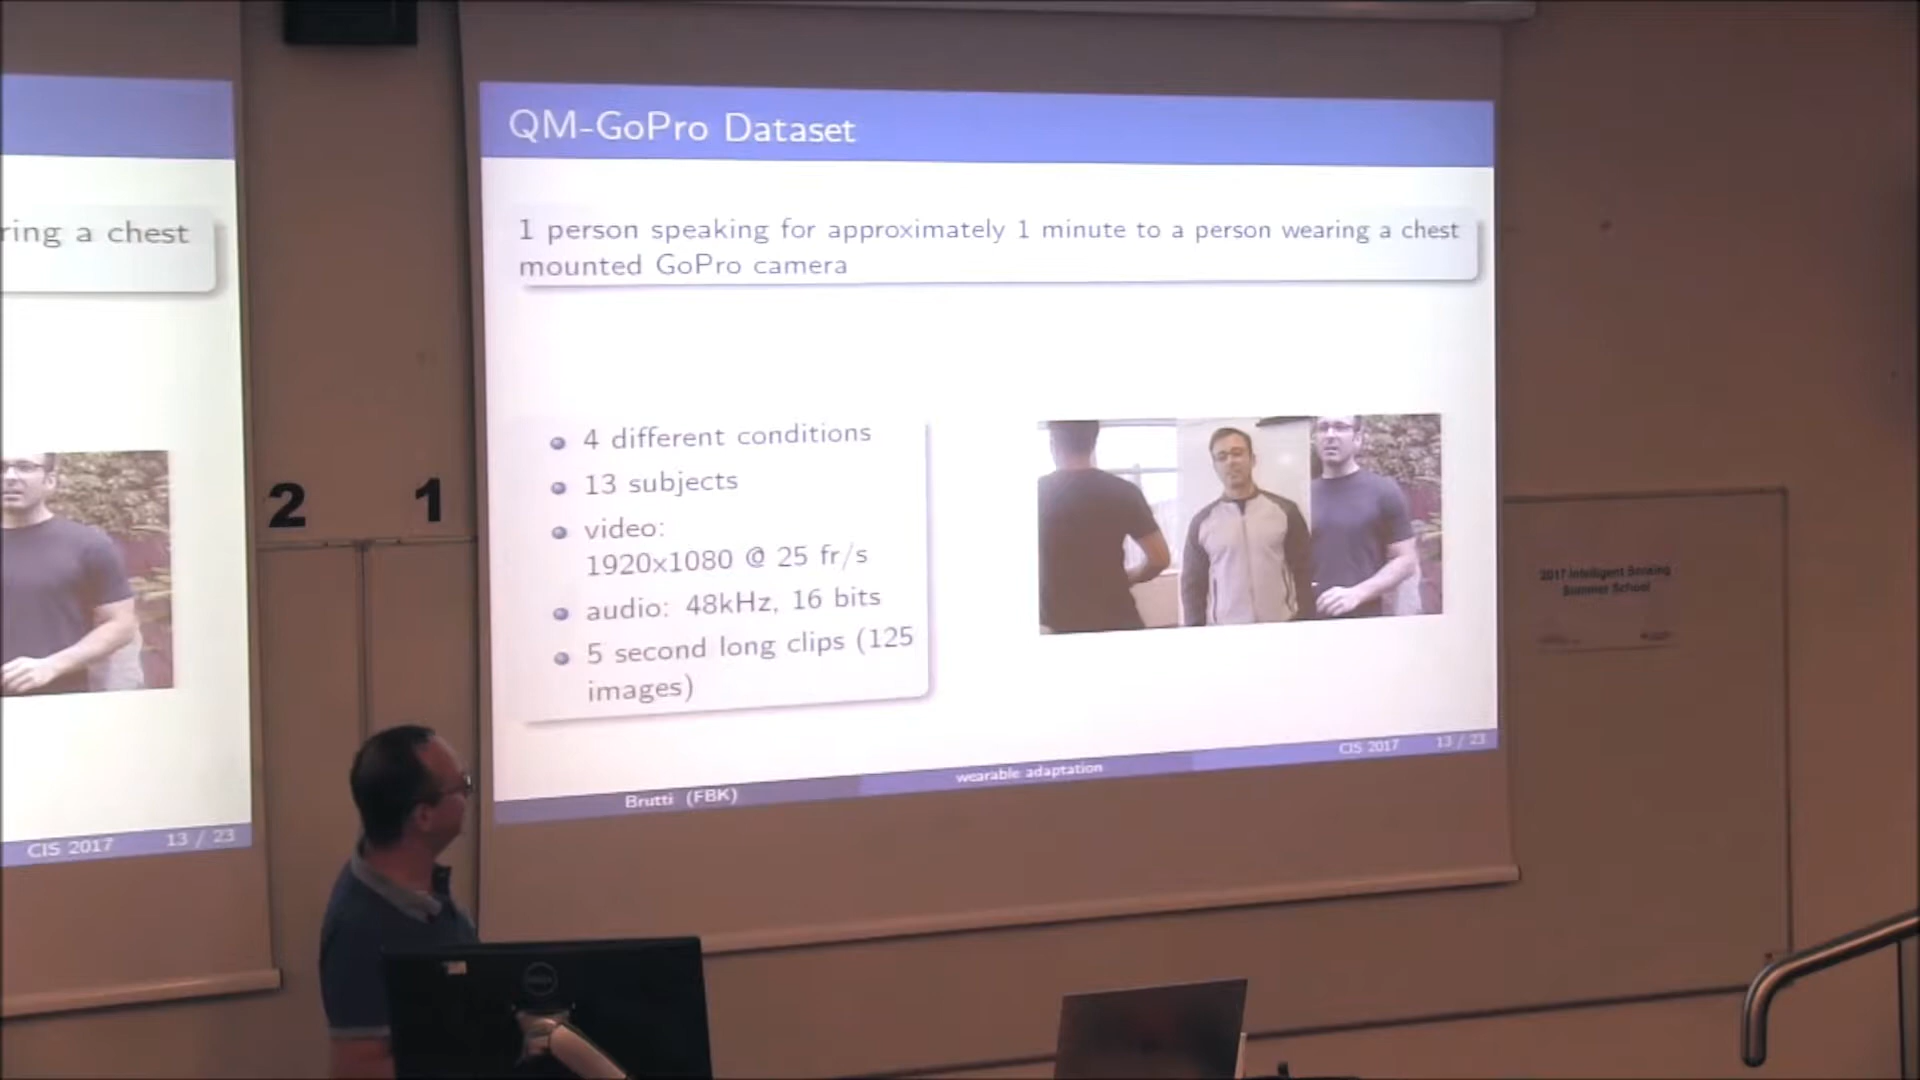 ring a chest
CIS 2017 13 / 23
2 1
QM-GoPro Dataset
1 person speaking for approximately 1 minute to a person wearing a chest
mounted GoPro camera
4 different conditions
13 subjects
video:
1920x1080 @ 25 fr/s
audio: 48kHz, 16 bits
5 second long clips (125
images)
Brutti (FBK) wearable adaptation CIS 2017 13 / 23
2017 Intelligent Sensing
Summer School
DELL